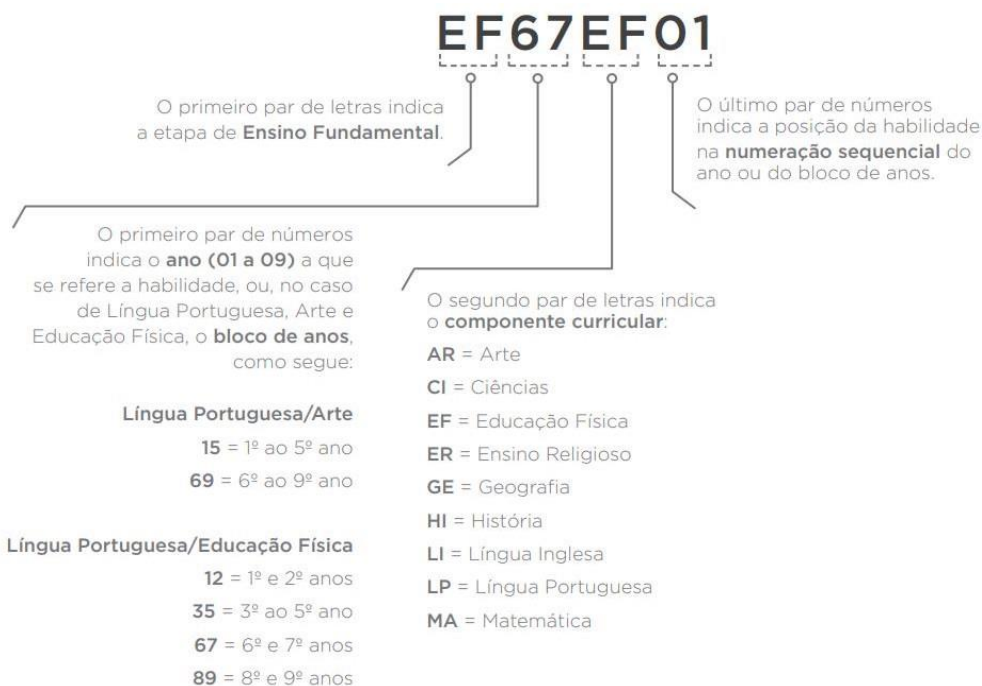 EF67EF01
O primeiro par de letras indica
a etapa de Ensino Fundamental.
O último par de números
indica a posição da habilidade
na numeração sequencial do
ano ou do bloco de anos.
O primeiro par de números
indica o ano (01 a 09) a que
se refere a habilidade, ou, no caso
de Língua Portuguesa, Arte e
Educação Física, o bloco de anos,
como segue:
Língua Portuguesa/Arte
15 = 1º ao 5º ano
69 = 6º ao 9º ano
Língua Portuguesa/Educação Física
12 = 1º e 2º anos
35 = 3º ao 5º ano
67 = 6º e 7º anos
89 = 8º e 9º anos
O segundo par de letras indica
o componente curricular:
AR = Arte
CI = Ciências
EF = Educação Física
ER = Ensino Religioso
GE = Geografia
HI = História
LI = Língua Inglesa
LP = Língua Portuguesa
MA = Matemática